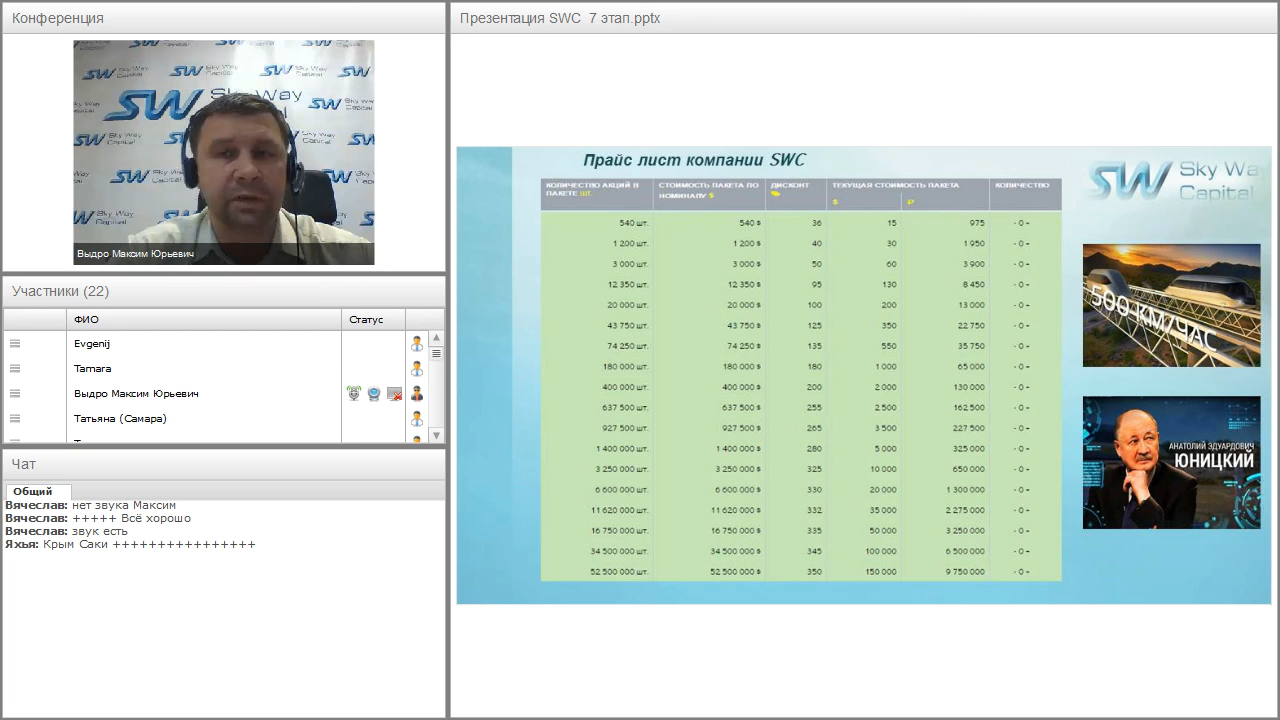 Конференция
SW Sky Way Capital
Выдро Максим Юрьевич
Участники (22)
ФИО Статус
Evgenij
Tamara
Выдро Максим Юрьевич
Татьяна (Самара)
Чат
Общий
Вячеслав: нет звука Максим
Вячеслав: +++++ Всё хорошо
Вячеслав: звук есть
Яхья: Крым Саки ++++++++++++++++
Презентация SWC 7 этап.pptx
Прайс лист компании SWC
КОЛИЧЕСТВО АКЦИЙ В ПАКЕТЕ ШТ. СТОИМОСТЬ ПАКЕТА ПО НОМИНАЛУ $ ДИСКОНТ % ТЕКУЩАЯ СТОИМОСТЬ ПАКЕТА КОЛИЧЕСТВО
$ ₽
540 шт. 540 $ 36 15 975 - 0 +
1 200 шт. 1 200 $ 40 30 1 950 - 0 +
3 000 шт. 3 000 $ 50 60 3 900 - 0 +
12 350 шт. 12 350 $ 95 130 8 450 - 0 +
20 000 шт. 20 000 $ 100 200 13 000 - 0 +
43 750 шт. 43 750 $ 125 350 22 750 - 0 +
74 250 шт. 74 250 $ 135 550 35 750 - 0 +
180 000 шт. 180 000 $ 180 1 000 65 000 - 0 +
400 000 шт. 400 000 $ 200 2 000 130 000 - 0 +
637 500 шт. 637 500 $ 255 2 500 162 500 - 0 +
927 500 шт. 927 500 $ 265 3 500 227 500 - 0 +
1 400 000 шт. 1 400 000 $ 280 5 000 325 000 - 0 +
3 250 000 шт. 3 250 000 $ 325 10 000 650 000 - 0 +
6 600 000 шт. 6 600 000 $ 330 20 000 1 300 000 - 0 +
11 620 000 шт. 11 620 000 $ 332 35 000 2 275 000 - 0 +
16 750 000 шт. 16 750 000 $ 335 50 000 3 250 000 - 0 +
34 500 000 шт. 34 500 000 $ 345 100 000 6 500 000 - 0 +
52 500 000 шт. 52 500 000 $ 350 150 000 9 750 000 - 0 +
SW Sky Way
Capital
500 КМ/ЧАС
АНАТОЛИЙ ЭДУАРДОВИЧ
ЮНИЦКИЙ